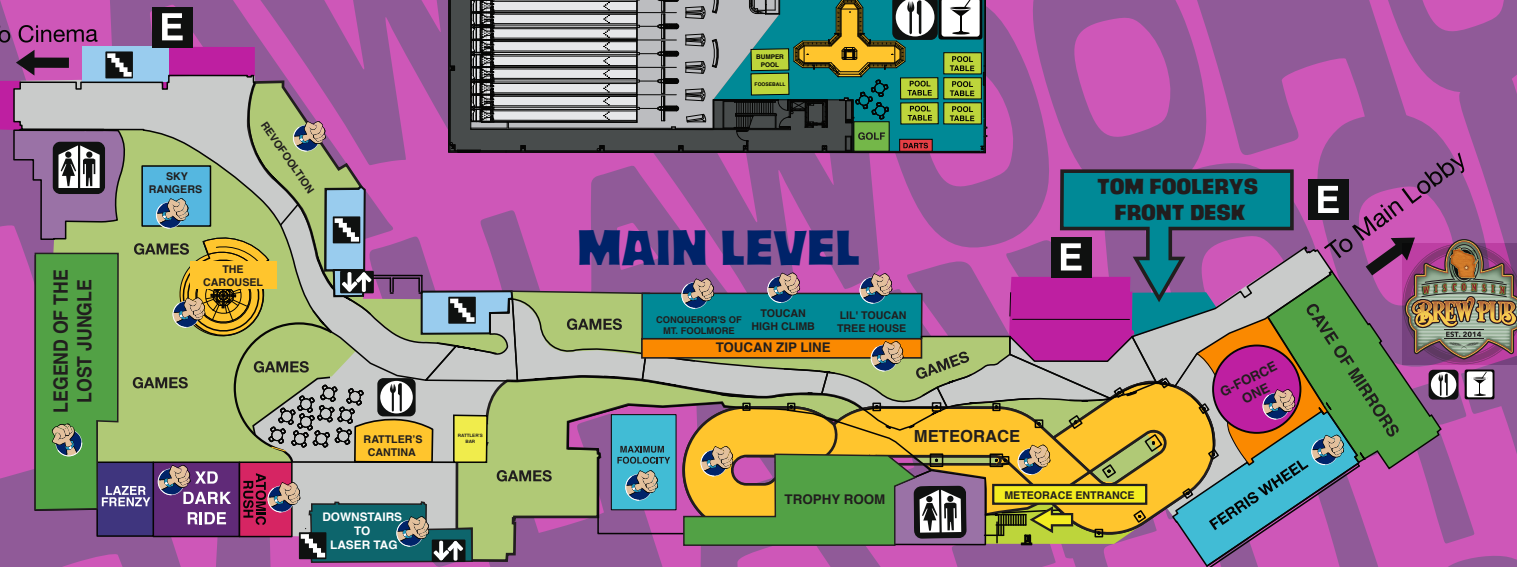 o Cinema
E
BUMPER
POOL
FOOSEBALL
POOL
TABLE
POOL
TABLE
POOL
TABLE
POOL
TABLE
POOL
TABLE
GOLF
DARTS
REVOFOOLTION
SKY
RANGERS
GAMES
THE
CAROUSEL
LEGEND OF THE
LOST JUNGLE
GAMES
GAMES
MAIN LEVEL
GAMES
CONQUEROR'S OF
MT. FOOLMORE
TOUCAN
HIGH CLIMB
LIL' TOUCAN
TREE HOUSE
TOUCAN ZIP LINE
GAMES
E
TOM FOOLERYS
FRONT DESK
E
To Main Lobby
WISCONSIN
BREW PUB
EST. 2014
CAVE OF MIRRORS
G-FORCE
ONE
FERRIS WHEEL
RATTLER'S
CANTINA
RATTLER'S
BAR
GAMES
MAXIMUM
FOOLOCITY
METEORACE
TROPHY ROOM
METEORACE ENTRANCE
LAZER
FRENZY
XD
DARK
RIDE
ATOMIC
RUSH
DOWNSTAIRS
TO
LASER TAG